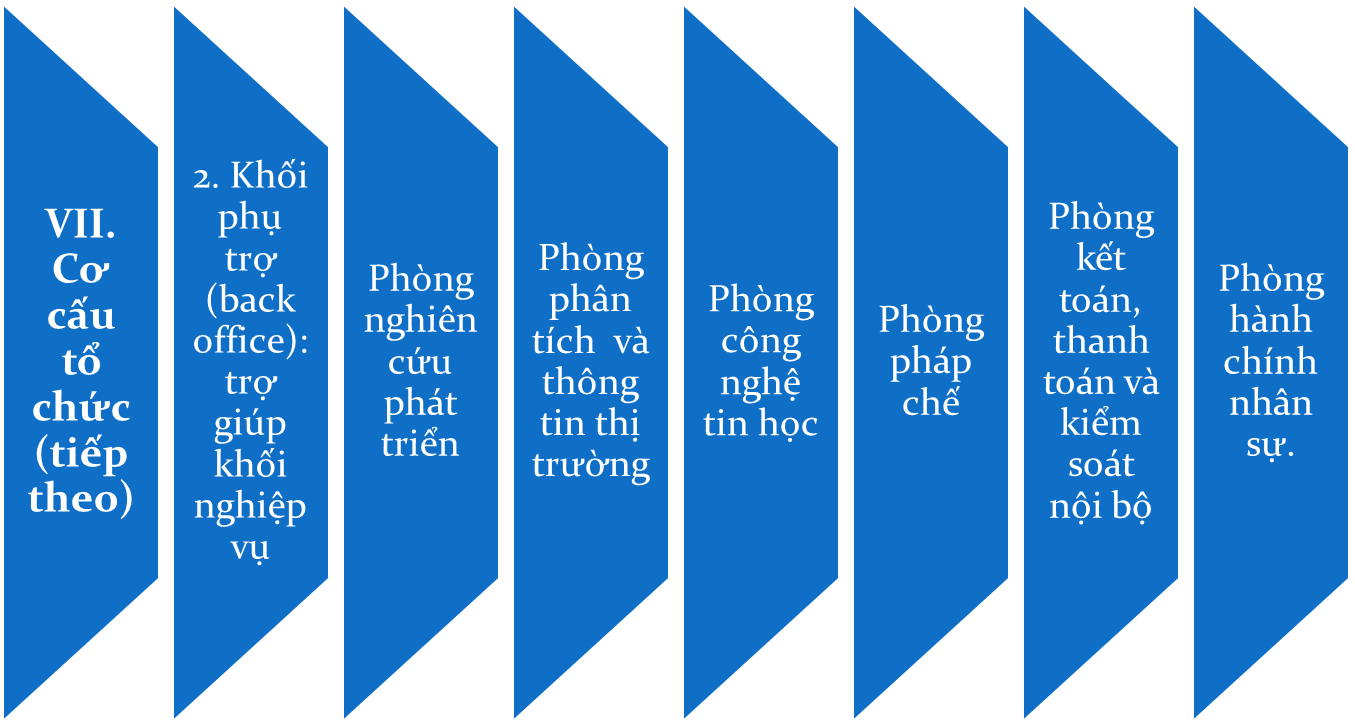 VII.
Cơ
cấu
tổ
chức
(tiếp
theo)
2. Khối
phụ
trợ
(back
office):
trợ
giúp
khối
nghiệp
vụ
Phòng
nghiên
cứu
phát
triển
Phòng
phân
tích và
thông
tin thị
trường
Phòng
công
nghệ
tin học
Phòng
pháp
chế
Phòng
kết
toán,
thanh
toán và
kiểm
soát
nội bộ
Phòng
hành
chính
nhân
sự.